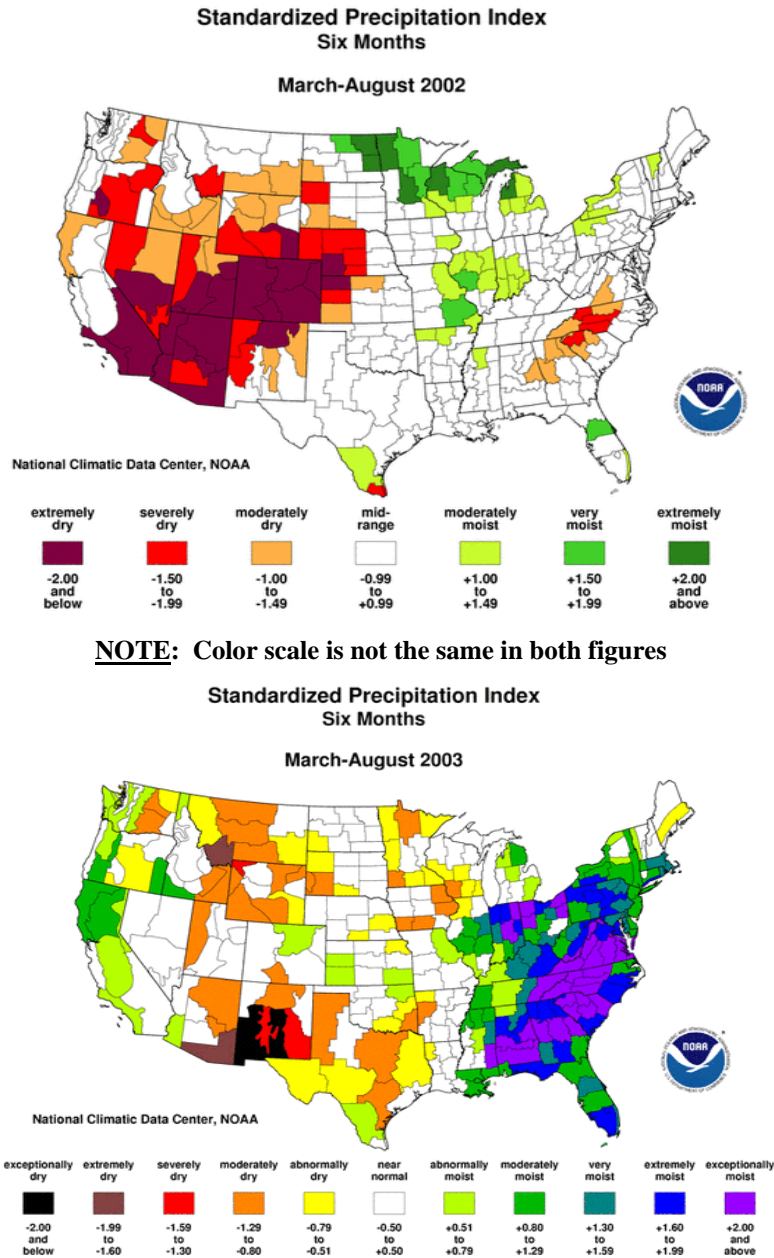 Standardized Precipitation Index
Six Months
March-August 2002
NOAA
National Climatic Data Center, NOAA
extremely dry severely dry moderately dry mid-range moderately moist very moist extremely moist
-2.00 and below -1.50 to -1.99 -1.00 to -1.49 -0.99 to +0.99 +1.00 to +1.49 +1.50 to +1.99 +2.00 and above
NOTE: Color scale is not the same in both figures
Standardized Precipitation Index
Six Months
March-August 2003
NOAA
National Climatic Data Center, NOAA
exceptionally dry extremely dry severely dry moderately dry abnormally dry near normal abnormally moist moderately moist very moist extremely moist exceptionally moist
-2.00 and below -1.99 to -1.60 -1.59 to -1.30 -1.29 to -0.80 -0.79 to -0.51 -0.50 to +0.50 +0.51 to +0.79 +0.80 to +1.29 +1.30 to +1.59 +1.60 to +1.99 +2.00 and above